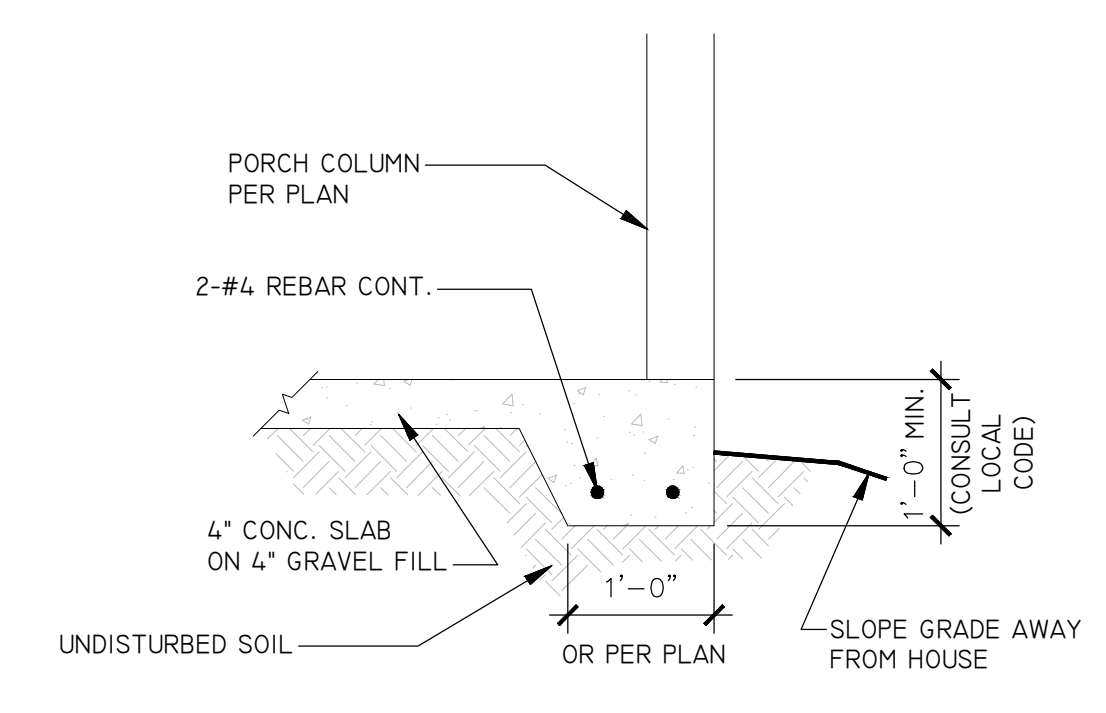 PORCH COLUMN
PER PLAN
2-#4 REBAR CONT.
1'-0" MIN.
(CONSULT
LOCAL
CODE)
4" CONC. SLAB
ON 4" GRAVEL FILL
1'-0"
OR PER PLAN
UNDISTURBED SOIL
SLOPE GRADE AWAY
FROM HOUSE